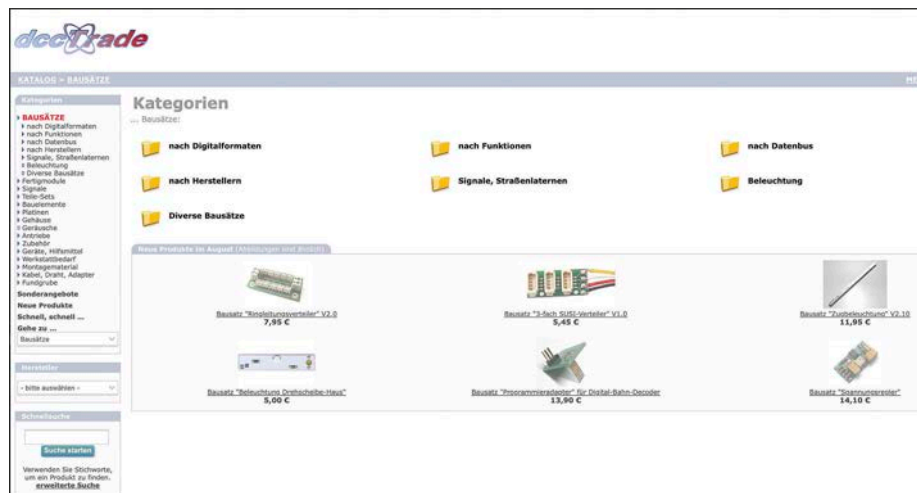 dccTrade
KATALOG » BAUSÄTZE
Kategorien
BAUSÄTZE
nach Digitalformaten
nach Funktionen
nach Datenbus
nach Herstellern
Signale, Straßenlaternen
Beleuchtung
Diverse Bausätze
Fertigmodule
Signale
Teile-Sets
Bauelemente
Platinen
Gehäuse
Geräusche
Antriebe
Zubehör
Geräte, Hilfsmittel
Werkstattbedarf
Montagematerial
Kabel, Draht, Adapter
Fundgrube
Sonderangebote
Neue Produkte
Schnell, schnell ...
Gehe zu ...
Bausätze
Hersteller
- bitte auswählen -
Schnellsuche
Suche starten
Verwenden Sie Stichworte,
um ein Produkt zu finden.
erweiterte Suche
Kategorien
... Bausätze:
nach Digitalformaten
nach Funktionen
nach Datenbus
nach Herstellern
Signale, Straßenlaternen
Beleuchtung
Diverse Bausätze
Neue Produkte im August (Abbildungen sind ähnlich)
Bausatz "Ringleitungsverteiler" V2.0
7,95 €
Bausatz "3-fach SUSI-Verteiler" V1.0
5,45 €
Bausatz "Zugbeleuchtung" V2.10
11,95 €
Bausatz "Beleuchtung Drehscheibe-Haus"
5,00 €
Bausatz "Programmieradapter" für Digital-Bahn-Decoder
13,90 €
Bausatz "Spannungsregler"
14,10 €